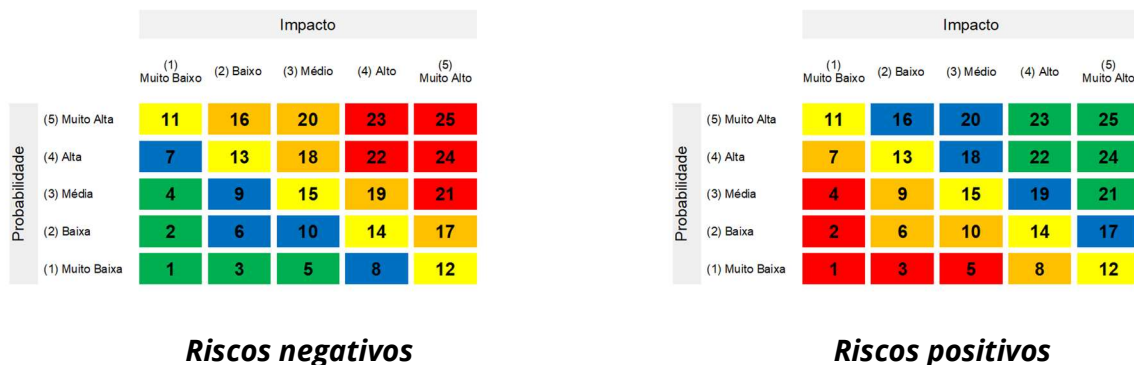 Impacto
(1) Muito Baixo (2) Baixo (3) Médio (4) Alto (5) Muito Alto
Probabilidade
(5) Muito Alta 11 16 20 23 25
(4) Alta 7 13 18 22 24
(3) Média 4 9 15 19 21
(2) Baixa 2 6 10 14 17
(1) Muito Baixa 1 3 5 8 12
Riscos negativos
Impacto
(1) Muito Baixo (2) Baixo (3) Médio (4) Alto (5) Muito Alto
Probabilidade
(5) Muito Alta 11 16 20 23 25
(4) Alta 7 13 18 22 24
(3) Média 4 9 15 19 21
(2) Baixa 2 6 10 14 17
(1) Muito Baixa 1 3 5 8 12
Riscos positivos